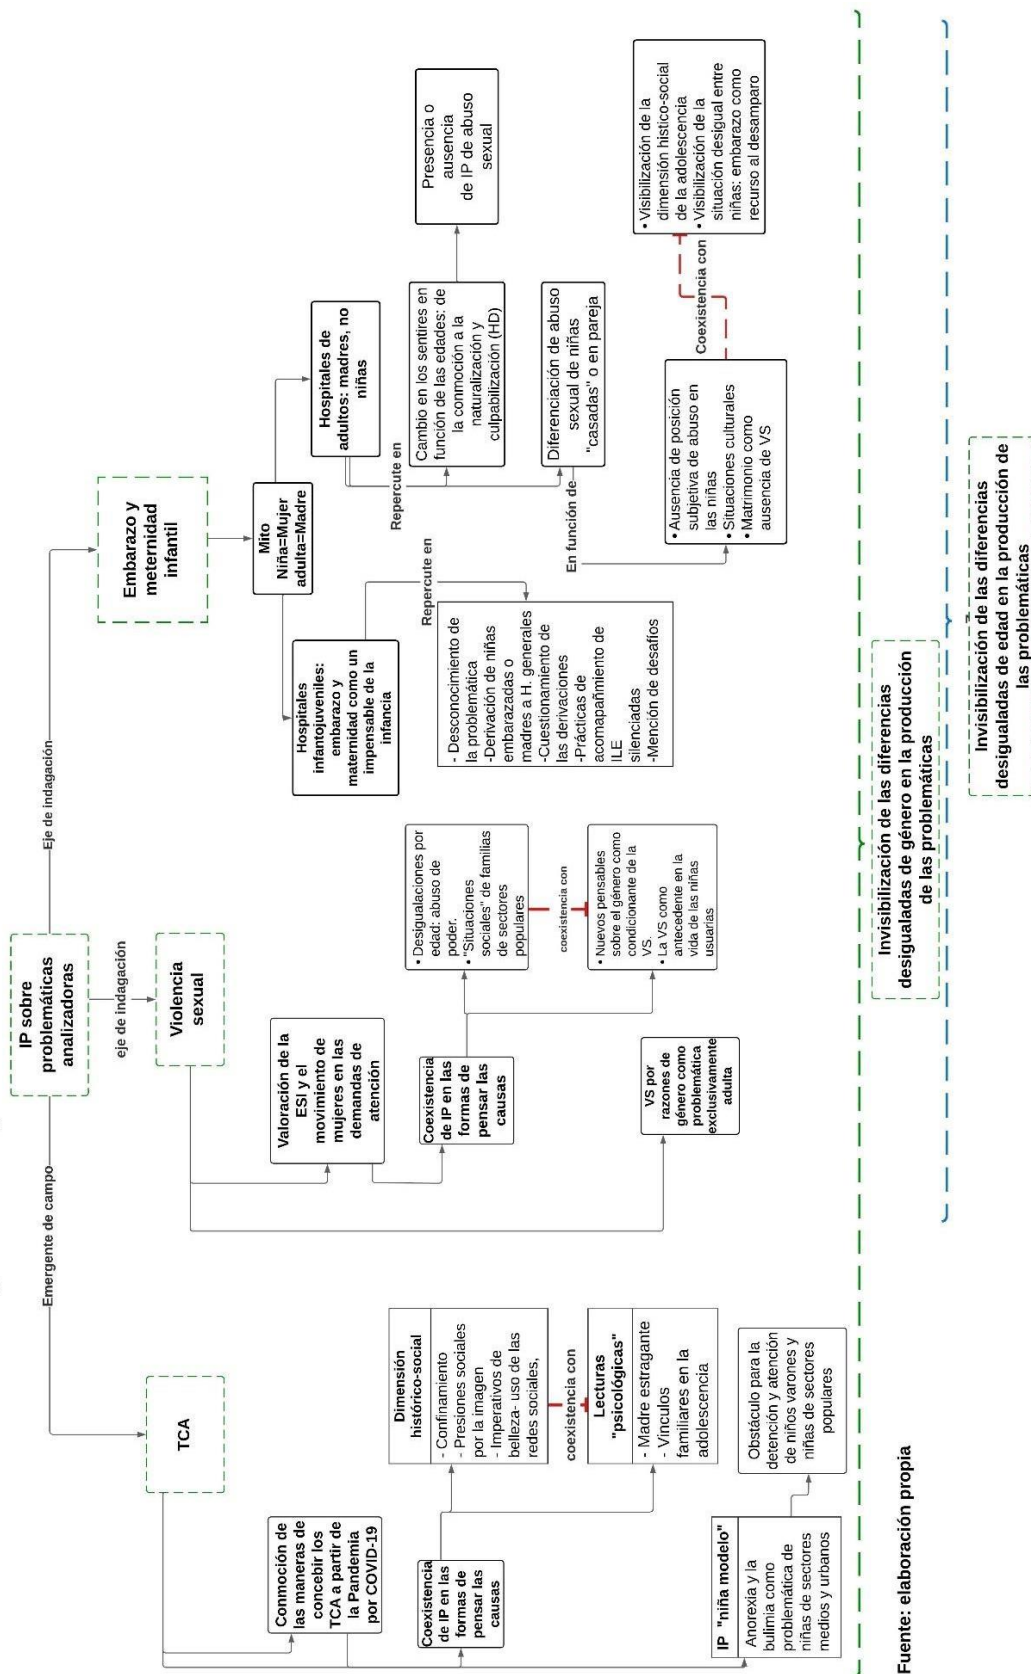 IP sobre
problemáticas
analizadoras
Emergente de campo
eje de indagación
Eje de indagación
TCA
Violencia
sexual
Embarazo y
meternidad
infantil
Conmoción de
las maneras de
concebir los
TCA a partir de
la Pandemia
por COVID-19
Coexistencia
de IP en las
formas de
pensar las
causas
Dimensión
histórico-social
- Confinamiento
- Presiones sociales
por la imagen
- Imperativos de
belleza- uso de las
redes sociales,
coexistencia con
Lecturas
"psicológicas"
- Madre estragante
- Vínculos
familiares en la
adolescencia
IP "niña modelo"
Anorexia y la
bulimia como
problemática de
niñas de sectores
medios y urbanos
Obstáculo para la
detención y atención
de niños varones y
niñas de sectores
populares
Valoración de la
ESI y el
movimiento de
mujeres en las
demandas de
atención
Coexistencia
de IP en las
formas de
pensar las
causas
• Desigualaciones por
edad: abuso de
poder.
• "Situaciones
sociales" de familias
de sectores
populares
coexistencia con
• Nuevos pensables
sobre el género como
condicionante de la
VS.
• La VS como
antecedente en la
vida de las niñas
usuarias
VS por
razones de
género como
problemática
exclusivamente
adulta
Mito
Niña=Mujer
adulta=Madre
Hospitales
infantojuveniles:
embarazo y
maternidad como un
impensable de la
infancia
Repercute en
- Desconocimiento de
la problemática
-Derivación de niñas
embarazadas o
madres a H. generales
-Cuestionamiento de
las derivaciones
-Prácticas de
acomapañimiento de
ILE
silenciadas
-Mención de desafíos
Hospitales de
adultos: madres, no
niñas
Repercute en
Cambio en los sentires en
función de las edades: de
la conmoción a la
naturalización y
culpabilización (HD)
Presencia o
ausencia
de IP de abuso
sexual
Diferenciación de abuso
sexual de niñas
"casadas" o en pareja
En función de
• Ausencia de posición
subjetiva de abuso en
las niñas
• Situaciones culturales
• Matrimonio como
ausencia de VS
Coexistencia con
• Visibilización de la
dimensión histico-social
de la adolescencia
• Visibilización de la
situación desigual entre
niñas: embarazo como
recurso al desamparo
Invisibilización de las diferencias
desigualadas de género en la producción
de las problemáticas
Invisibilización de las diferencias
desigualadas de edad en la producción de
las problemáticas
Fuente: elaboración propia